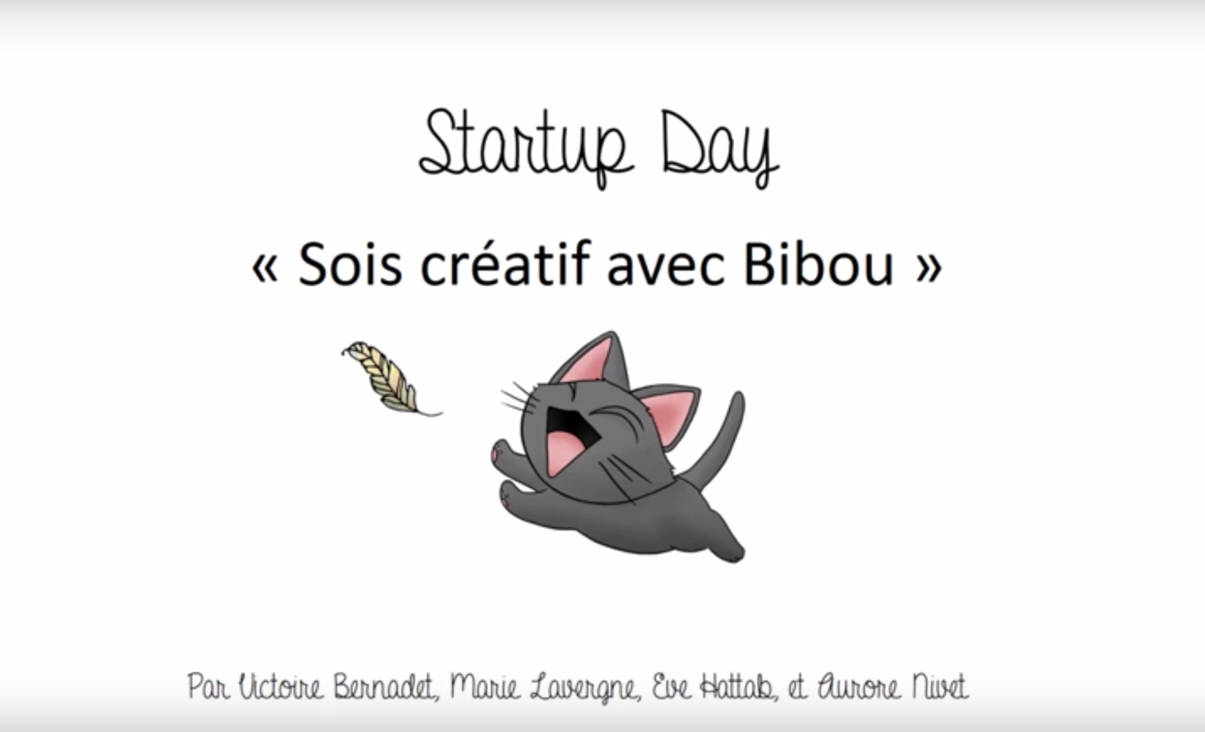 Startup Day
« Sois créatif avec Bibou »
Par Victoire Bernadet, Marie Lavergne, Eve Hattab, et Aurore Nivet